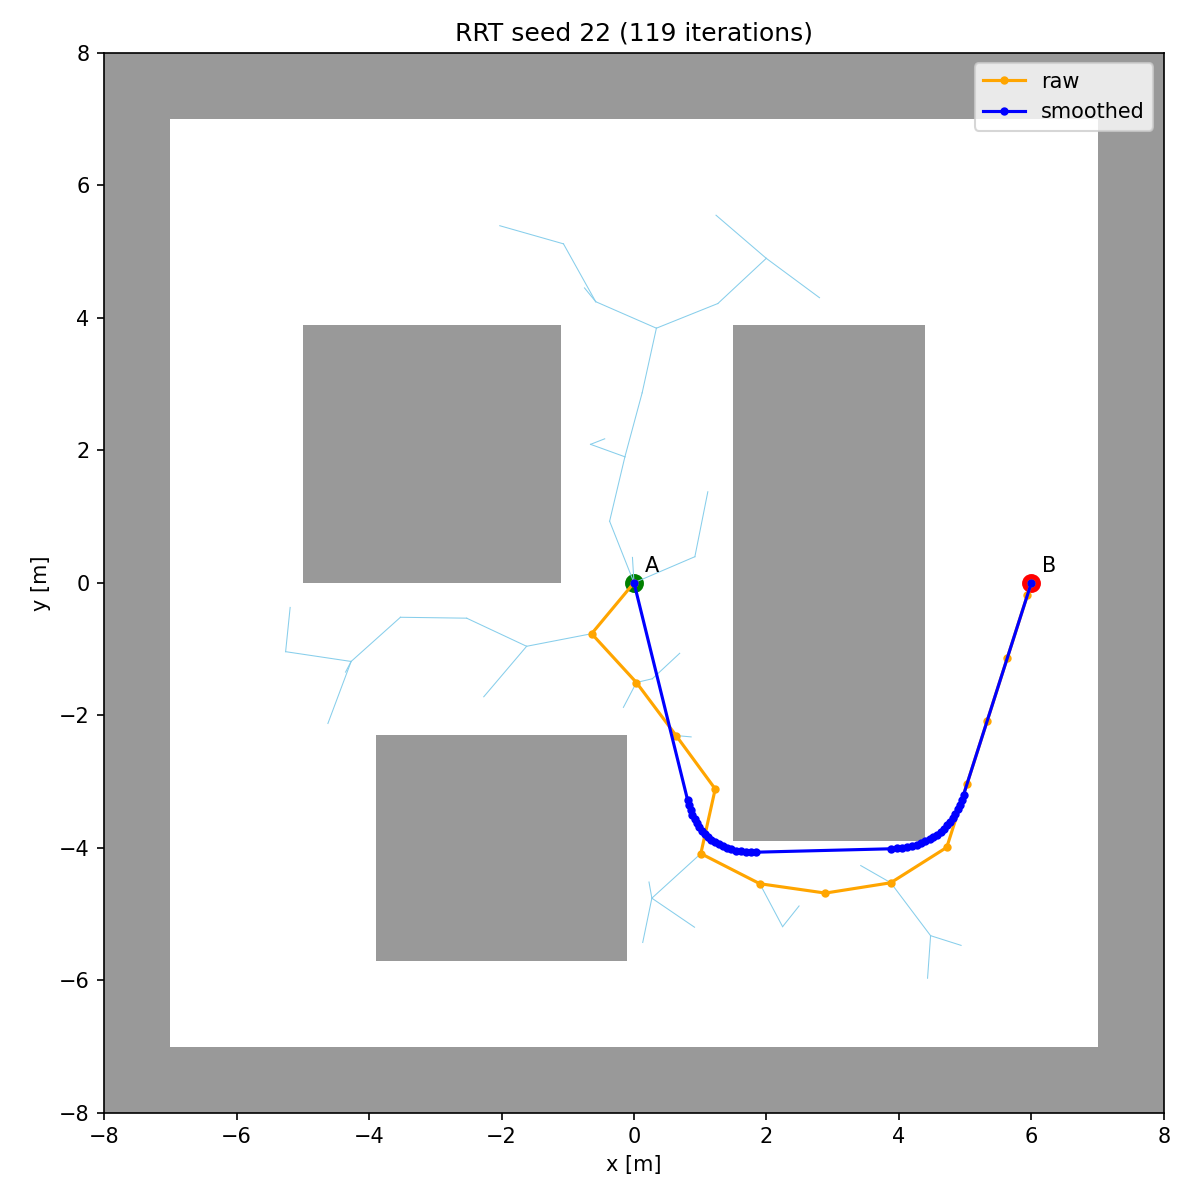 RRT seed 22 (119 iterations)
raw
smoothed
8
6
4
2
0
−2
−4
−6
−8
y [m]
A
B
−8 −6 −4 −2 0 2 4 6 8
x [m]